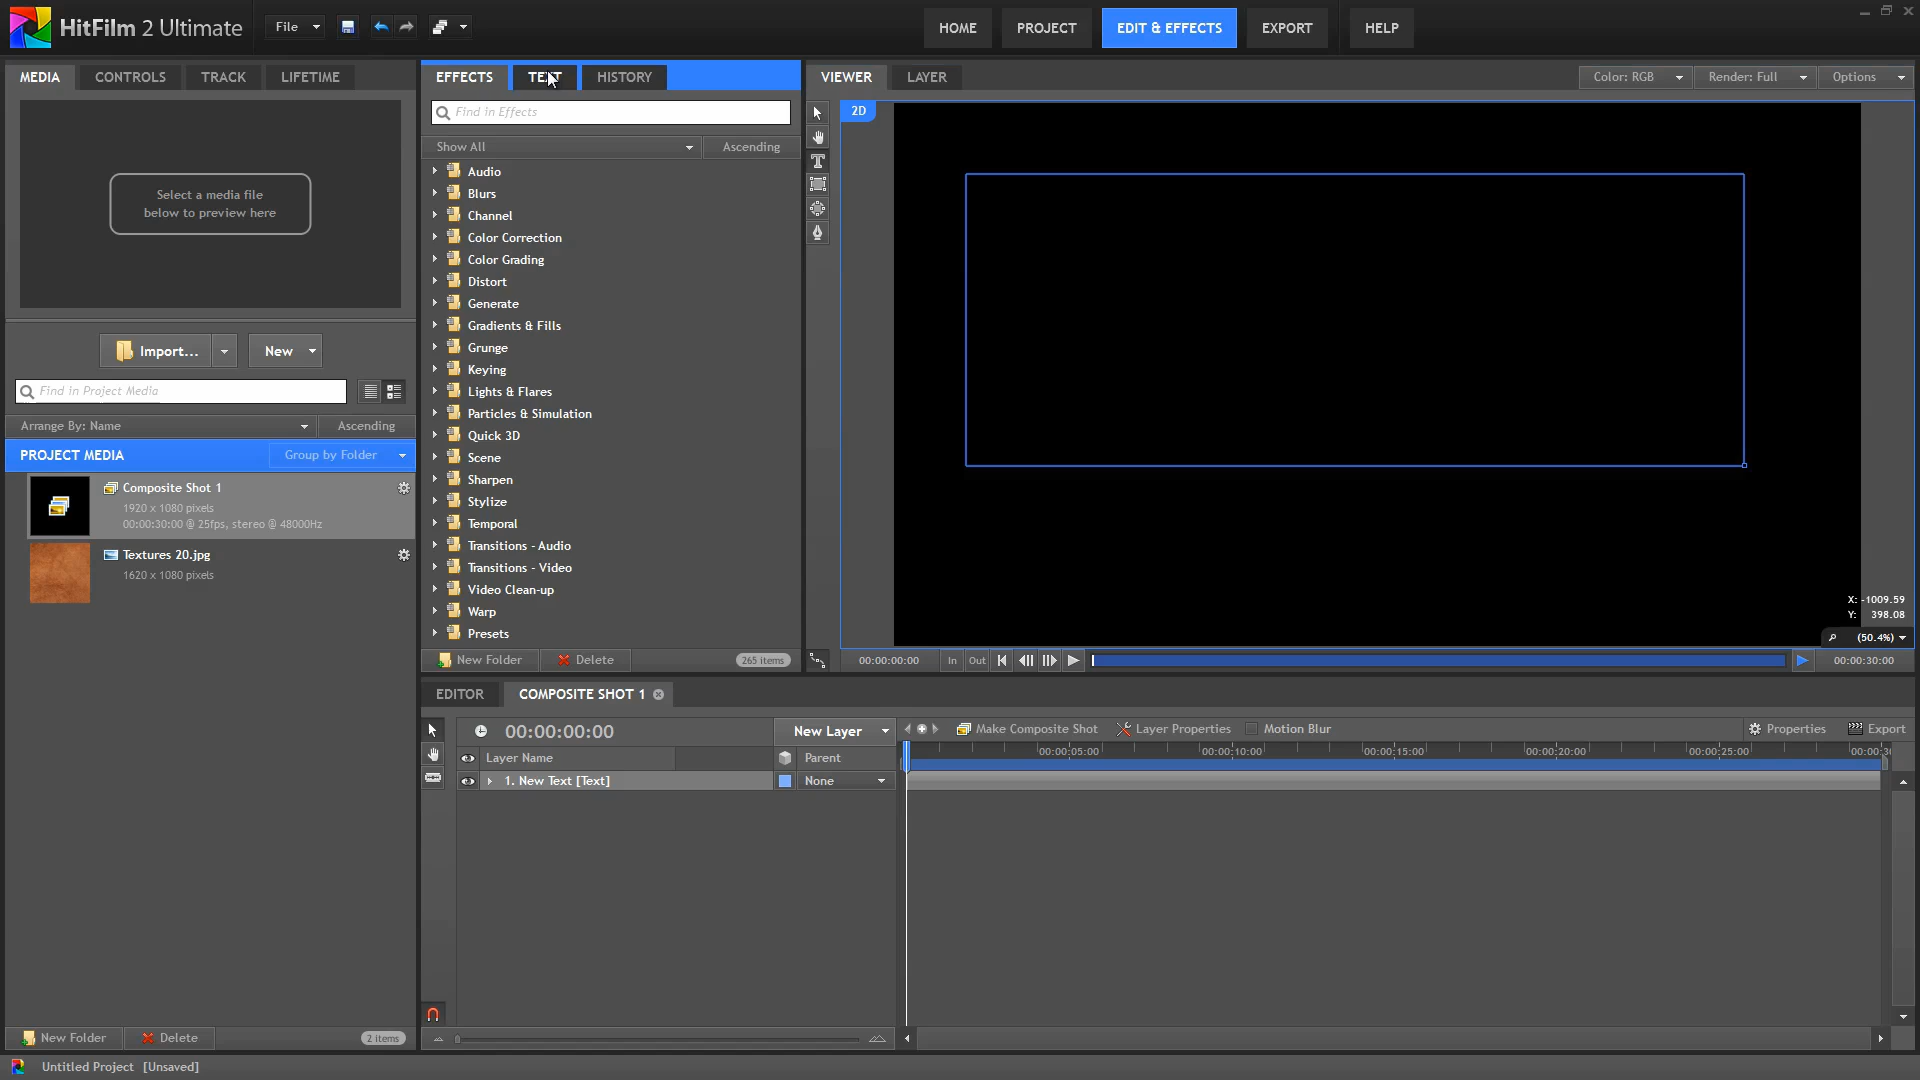 HitFilm 2 Ultimate
File
HOME
PROJECT
EDIT & EFFECTS
EXPORT
HELP
MEDIA
CONTROLS
TRACK
LIFETIME
Select a media file
below to preview here
Import...
New
Find in Project Media
Arrange By: Name
Ascending
PROJECT MEDIA
Group by Folder
Composite Shot 1
1920 x 1080 pixels
00:00:30:00 @ 25fps, stereo @ 48000Hz
Textures 20.jpg
1620 x 1080 pixels
New Folder
Delete
2 items
EFFECTS
TEXT
HISTORY
Find in Effects
Show All
Ascending
Audio
Blurs
Channel
Color Correction
Color Grading
Distort
Generate
Gradients & Fills
Grunge
Keying
Lights & Flares
Particles & Simulation
Quick 3D
Scene
Sharpen
Stylize
Temporal
Transitions - Audio
Transitions - Video
Video Clean-up
Warp
Presets
New Folder
Delete
265 items
VIEWER
LAYER
Color: RGB
Render: Full
Options
2D
X: -1009.59
Y: 398.08
(50.4%)
00:00:00:00
In
Out
00:00:30:00
EDITOR
COMPOSITE SHOT 1
00:00:00:00
New Layer
Make Composite Shot
Layer Properties
Motion Blur
Properties
Export
Layer Name
Parent
00:00:05:00
00:00:10:00
00:00:15:00
00:00:20:00
00:00:25:00
1. New Text [Text]
None
Untitled Project [Unsaved]